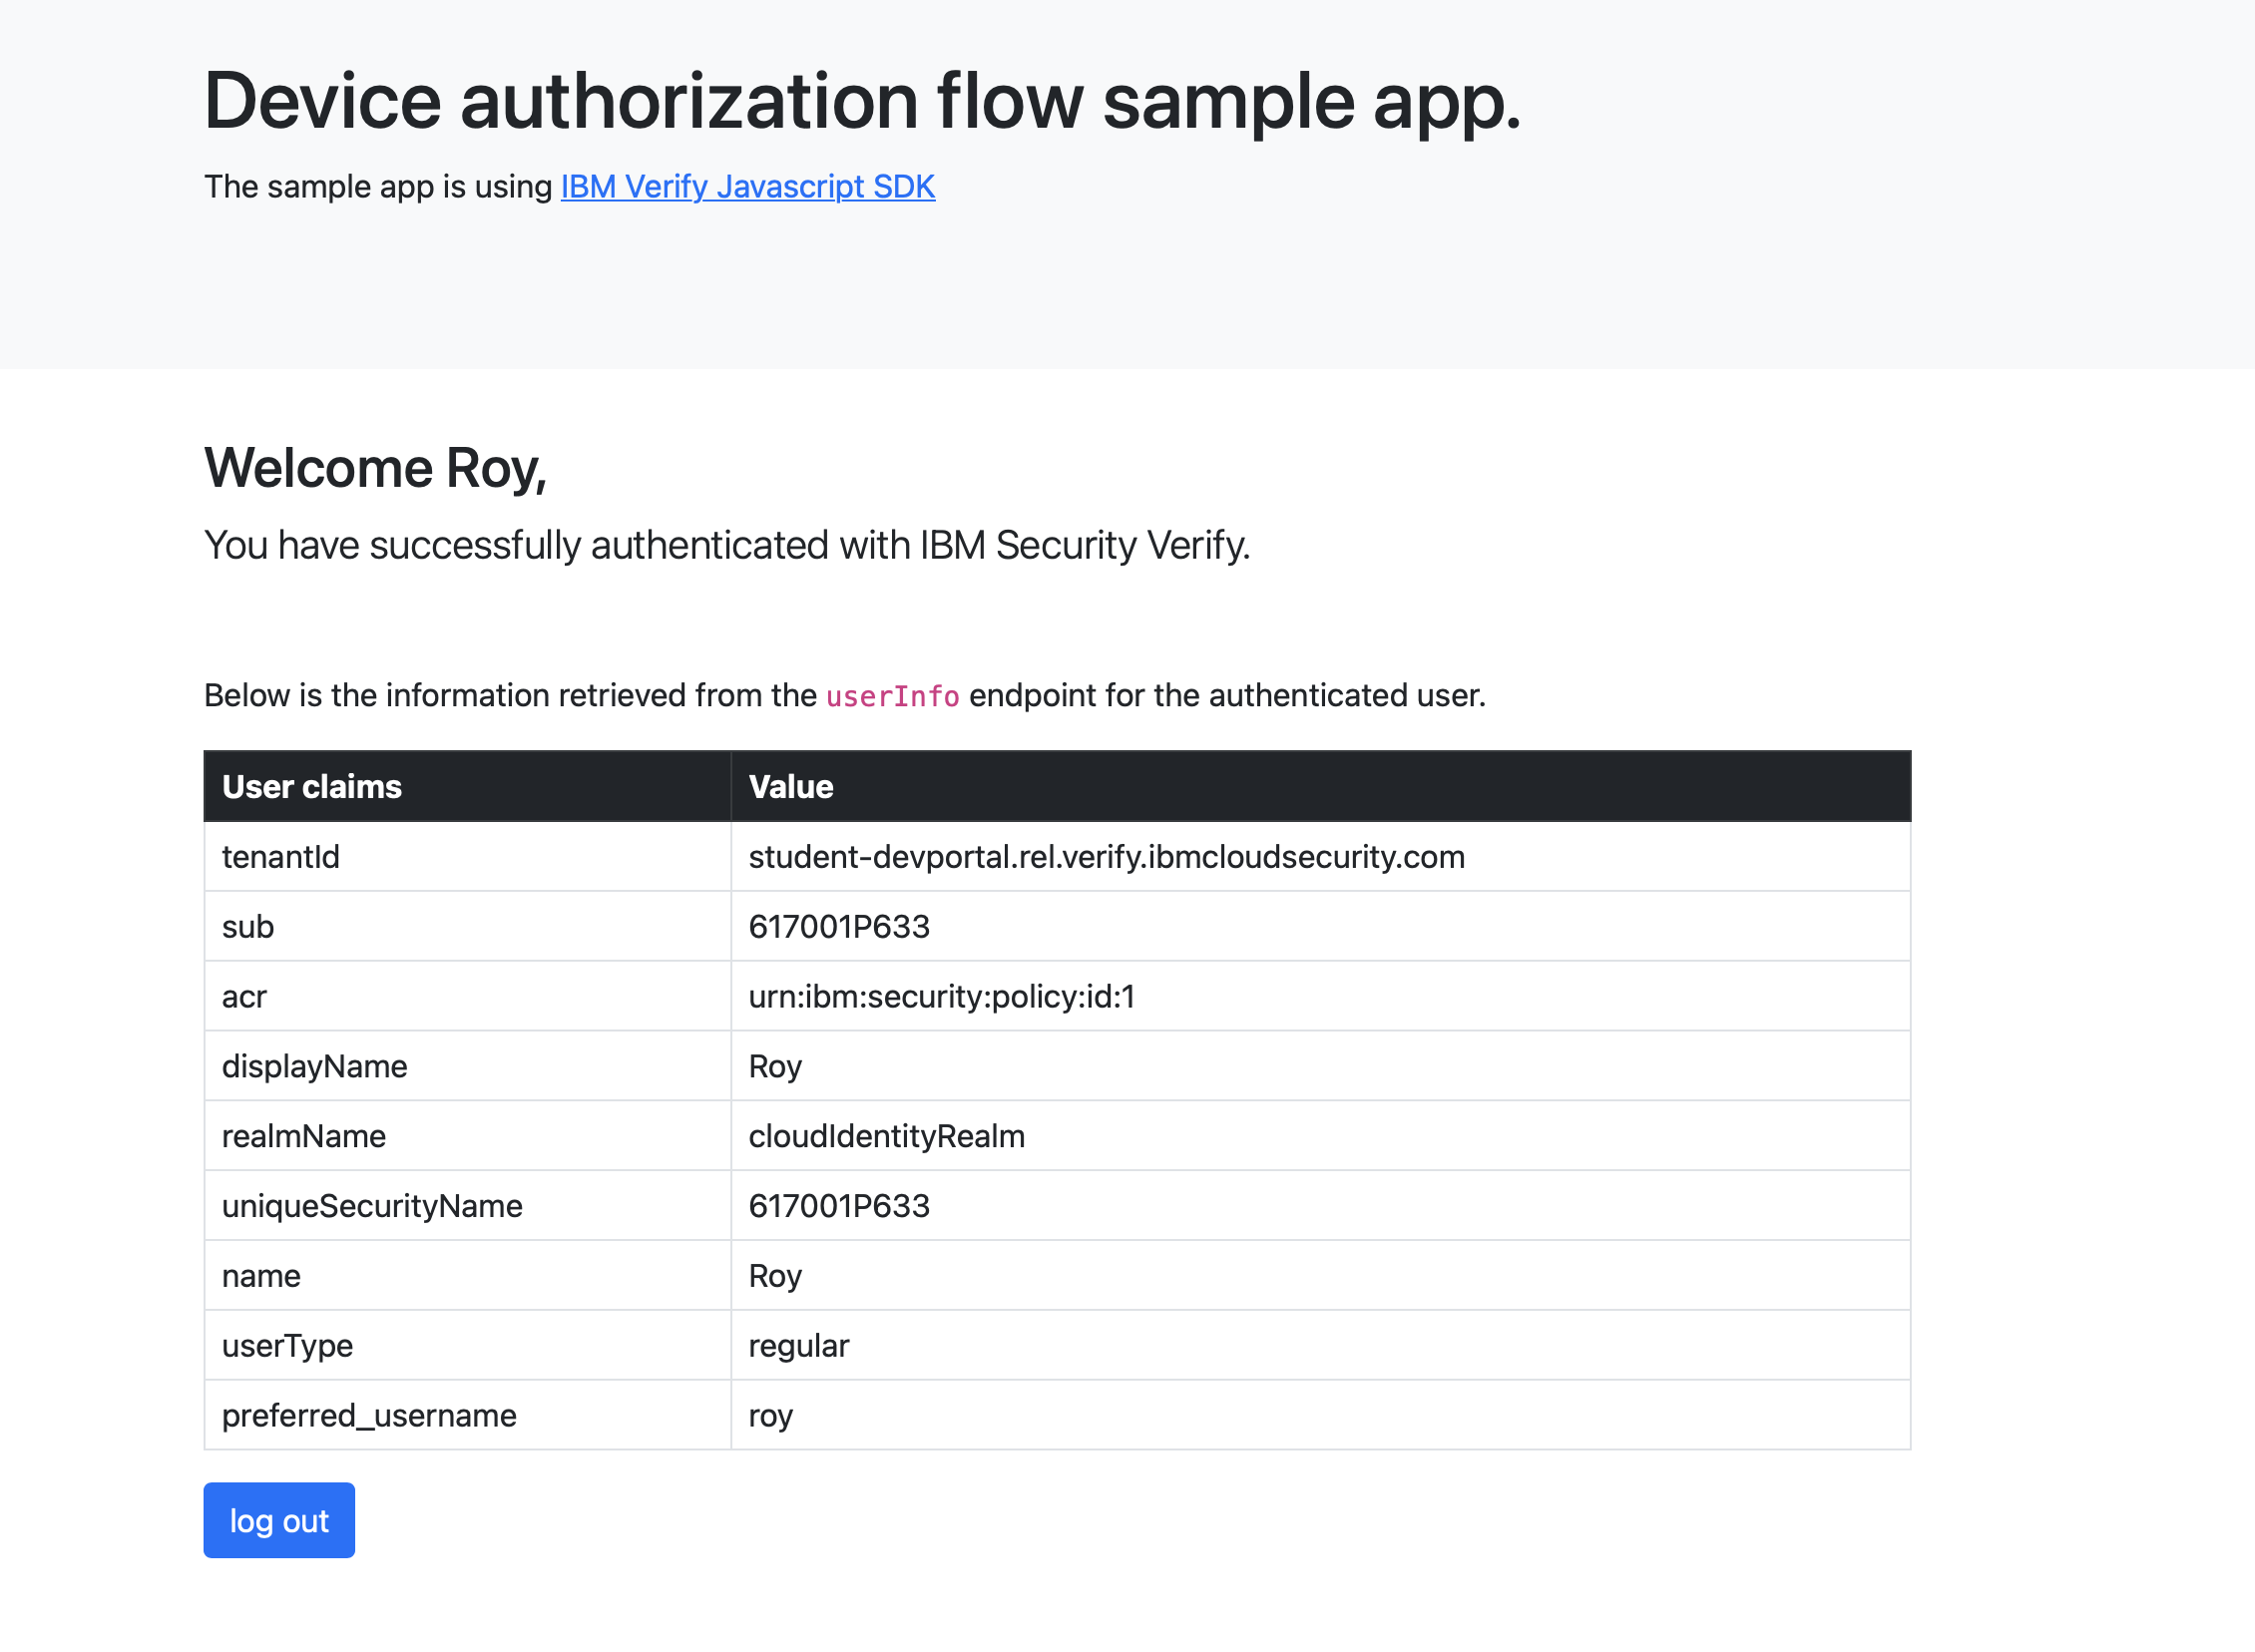 Device authorization flow sample app.
The sample app is using IBM Verify Javascript SDK
Welcome Roy,
You have successfully authenticated with IBM Security Verify.
Below is the information retrieved from the userInfo endpoint for the authenticated user.
User claims Value
tenantId student-devportal.rel.verify.ibmcloudsecurity.com
sub 617001P633
acr urn:ibm:security:policy:id:1
displayName Roy
realmName cloudIdentityRealm
uniqueSecurityName 617001P633
name Roy
userType regular
preferred_username roy
log out